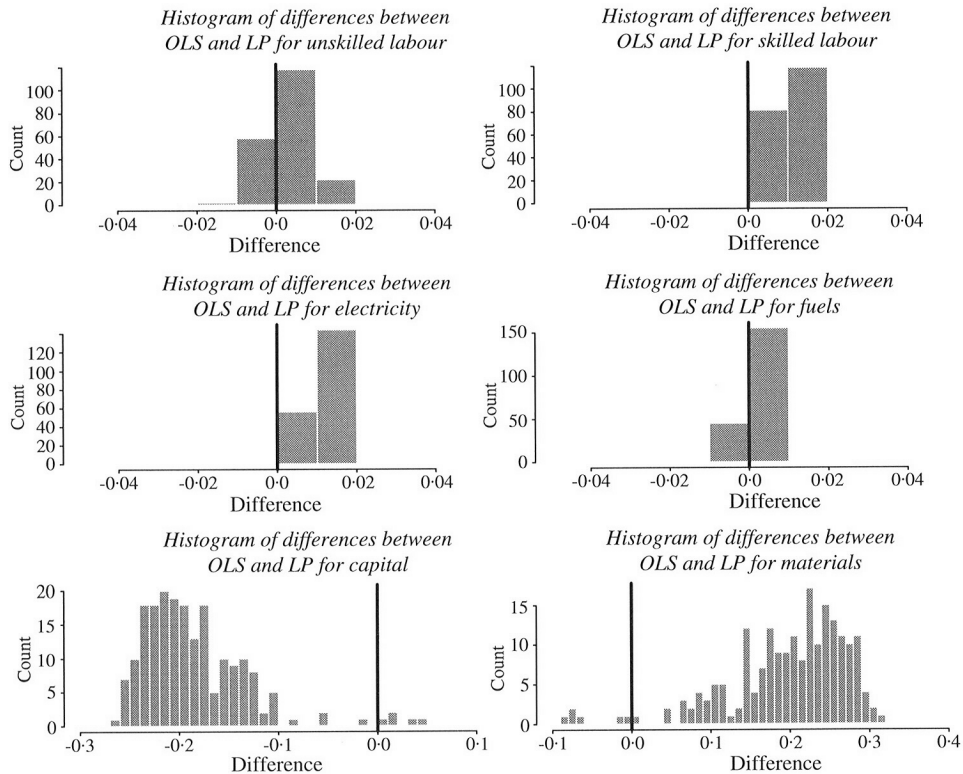 Histogram of differences between
OLS and LP for unskilled labour
Count
100
80
60
40
20
0
-0·04 -0·02 0·0 0·02 0·04
Difference
Histogram of differences between
OLS and LP for skilled labour
Count
100
80
60
40
20
0
-0·04 -0·02 0·0 0·02 0·04
Difference
Histogram of differences between
OLS and LP for electricity
Count
120
100
80
60
40
20
0
-0·04 -0·02 0·0 0·02 0·04
Difference
Histogram of differences between
OLS and LP for fuels
Count
150
100
50
0
-0·04 -0·02 0·0 0·02 0·04
Difference
Histogram of differences between
OLS and LP for capital
Count
20
15
10
5
0
-0·3 -0·2 -0·1 0·0 0·1
Difference
Histogram of differences between
OLS and LP for materials
Count
15
10
5
0
-0·1 0·0 0·1 0·2 0·3 0·4
Difference